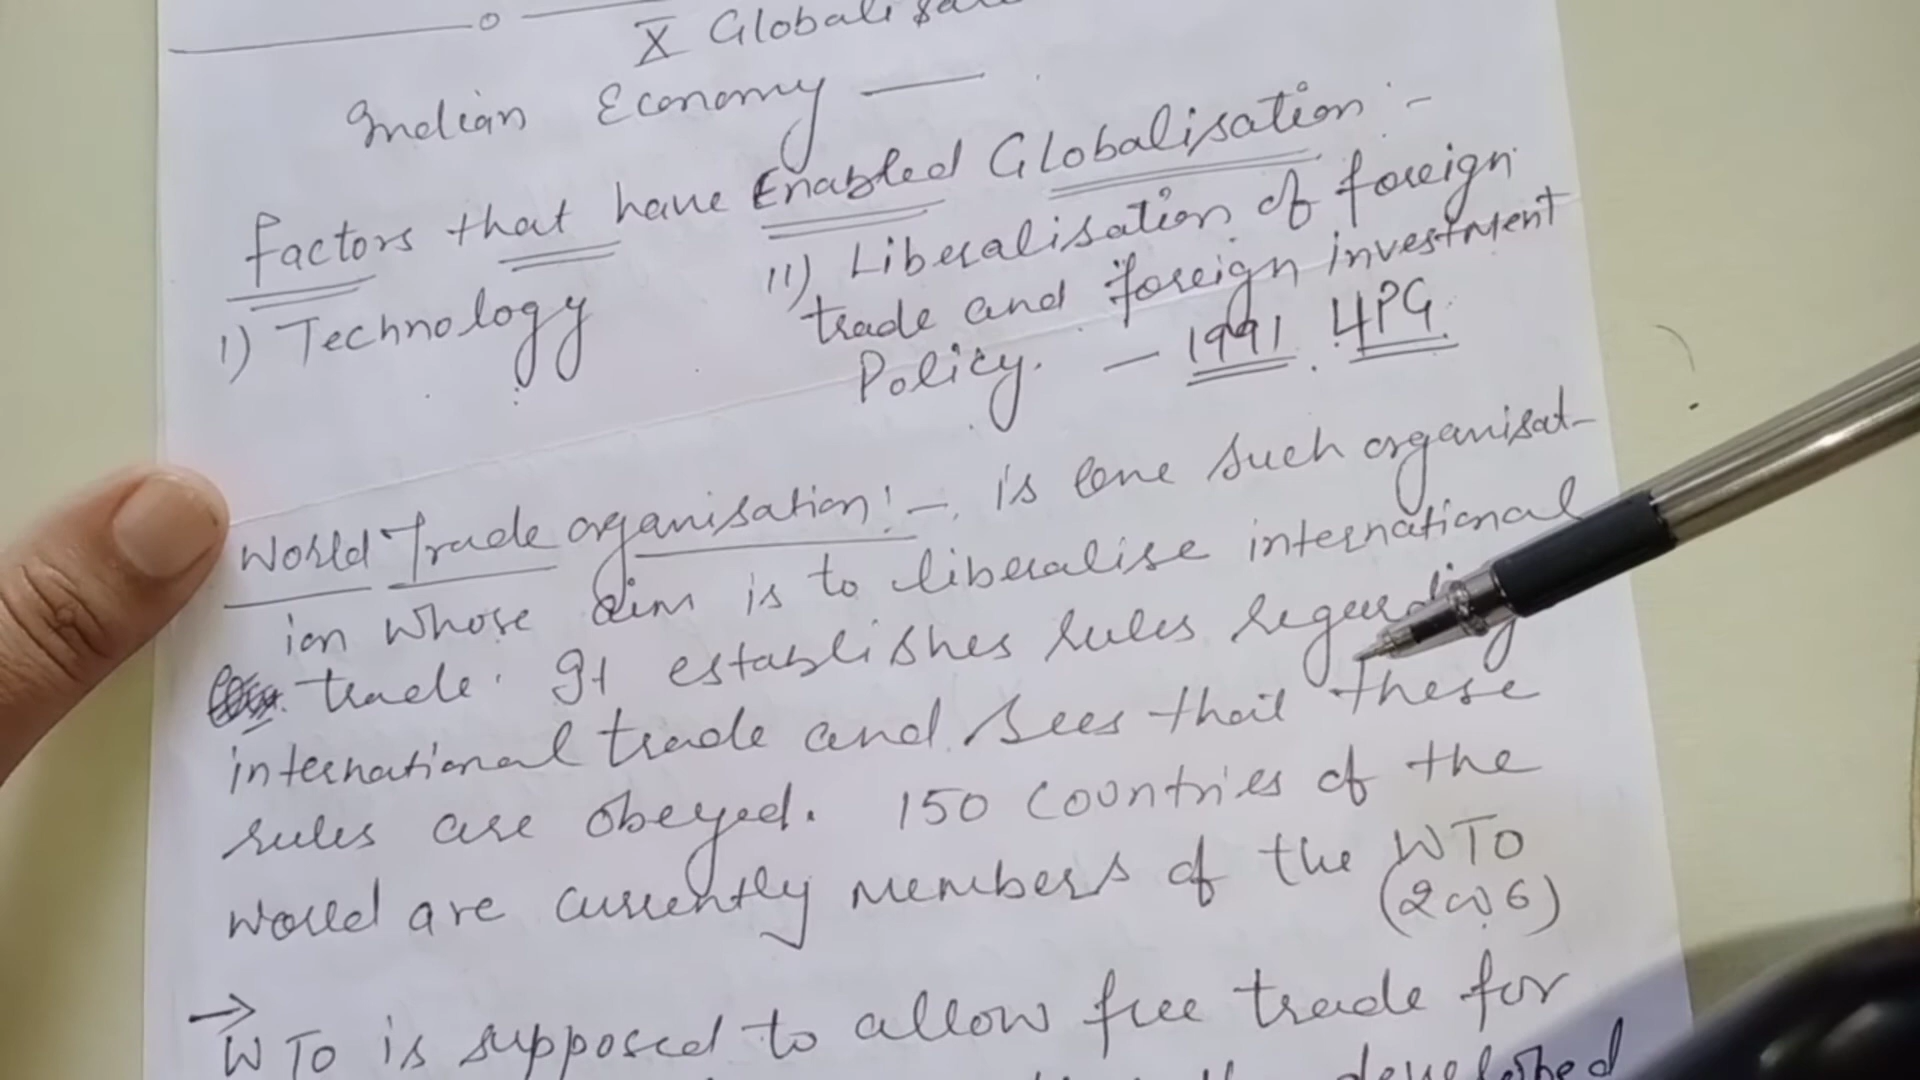 X Globalisa
Indian Economy —
Factors that have Enabled Globalisation :-
1) Technology
11) Liberalisation of foreign
trade and foreign investment
Policy. — 1991. LPG.
World Trade organisation:- is one such organisat-
ion whose aim is to liberalise international
trade. It establishes rules regarding
international trade and sees that these
rules are obeyed. 150 countries of the
world are currently members of the WTO
(2006)
→ WTO is supposed to allow free trade for
developed